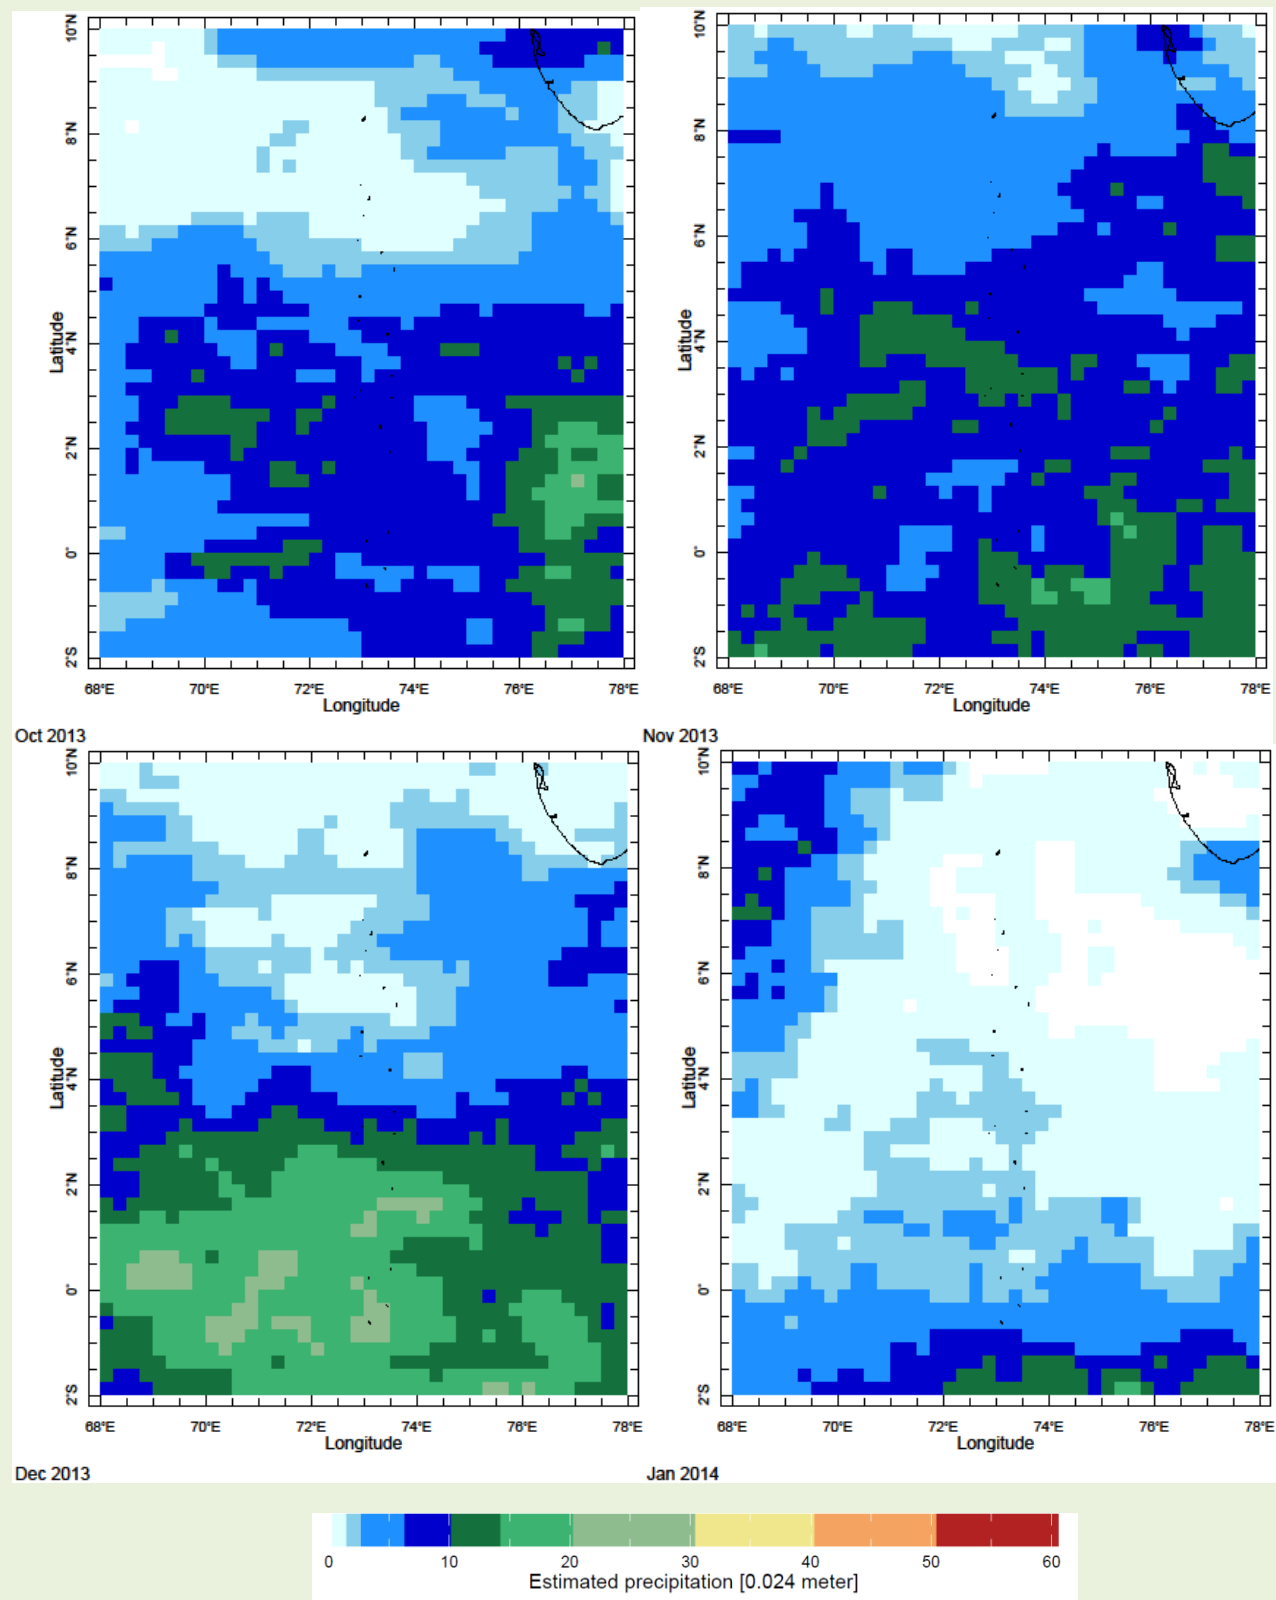 10°N
8°N
6°N
4°N
2°N
0°
2°S
Latitude
68°E 70°E 72°E 74°E 76°E 78°E
Longitude
Oct 2013
10°N
8°N
6°N
4°N
2°N
0°
2°S
Latitude
68°E 70°E 72°E 74°E 76°E 78°E
Longitude
Nov 2013
10°N
8°N
6°N
4°N
2°N
0°
2°S
Latitude
68°E 70°E 72°E 74°E 76°E 78°E
Longitude
Dec 2013
10°N
8°N
6°N
4°N
2°N
0°
2°S
Latitude
68°E 70°E 72°E 74°E 76°E 78°E
Longitude
Jan 2014
0 10 20 30 40 50 60
Estimated precipitation [0.024 meter]